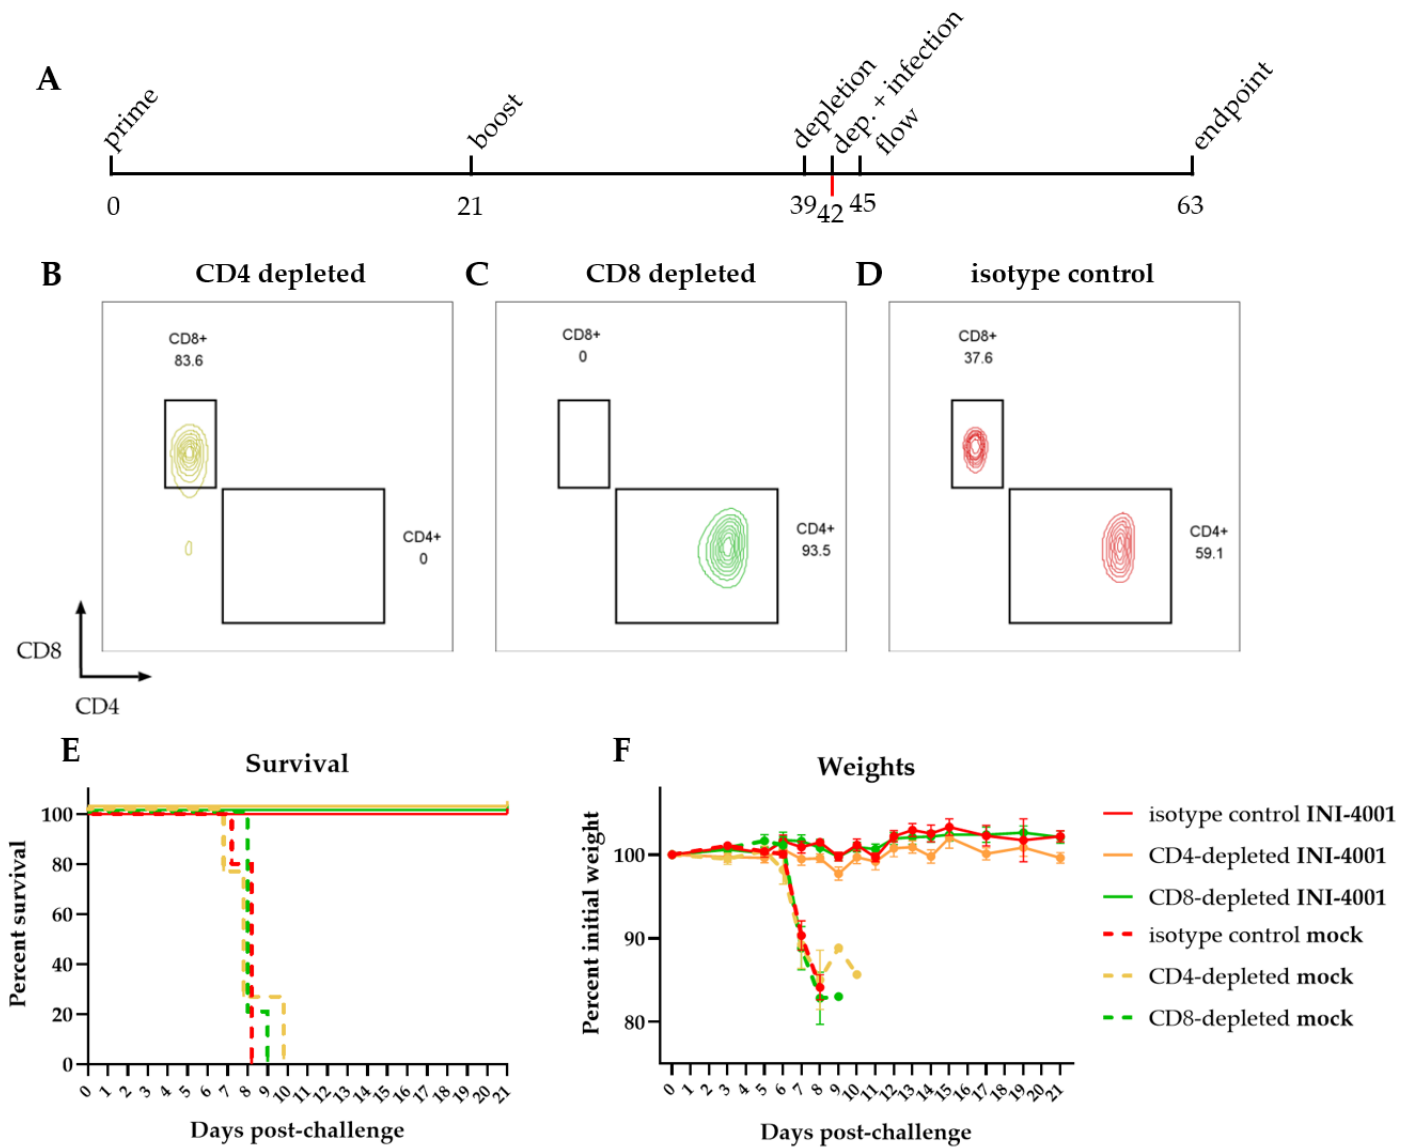 A
prime
boost
depletion
dep. + infection
flow
endpoint
0
21
39
42
45
63
B
CD4 depleted
C
CD8 depleted
D
isotype control
CD8+
83.6
CD4+
0
CD8+
0
CD4+
93.5
CD8+
37.6
CD4+
59.1
CD8
CD4
E
Survival
Percent survival
100
80
60
40
20
0
0 1 2 3 4 5 6 7 8 9 10 11 12 13 14 15 16 17 18 19 20 21
Days post-challenge
F
Weights
Percent initial weight
100
90
80
0 1 2 3 4 5 6 7 8 9 10 11 12 13 14 15 16 17 18 19 20 21
Days post-challenge
isotype control INI-4001
CD4-depleted INI-4001
CD8-depleted INI-4001
isotype control mock
CD4-depleted mock
CD8-depleted mock